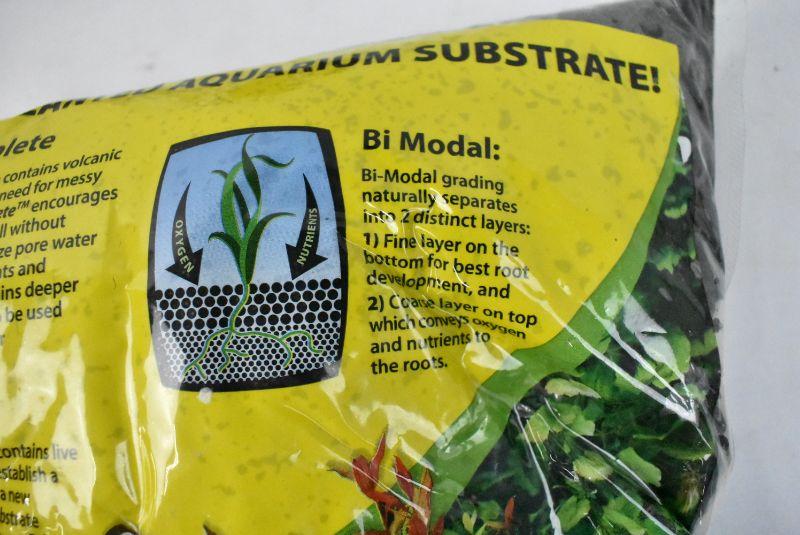 PLANTED AQUARIUM SUBSTRATE!
contains volcanic
need for messy
encourages
without
pore water
and
deeper
be used
OXYGEN
NUTRIENTS
Bi Modal:
Bi-Modal grading
naturally separates
into 2 distinct layers:
1) Fine layer on the
bottom for best root
development, and
2) Coarse layer on top
which conveys oxygen
and nutrients to
the roots.
contains live
establish a
a new